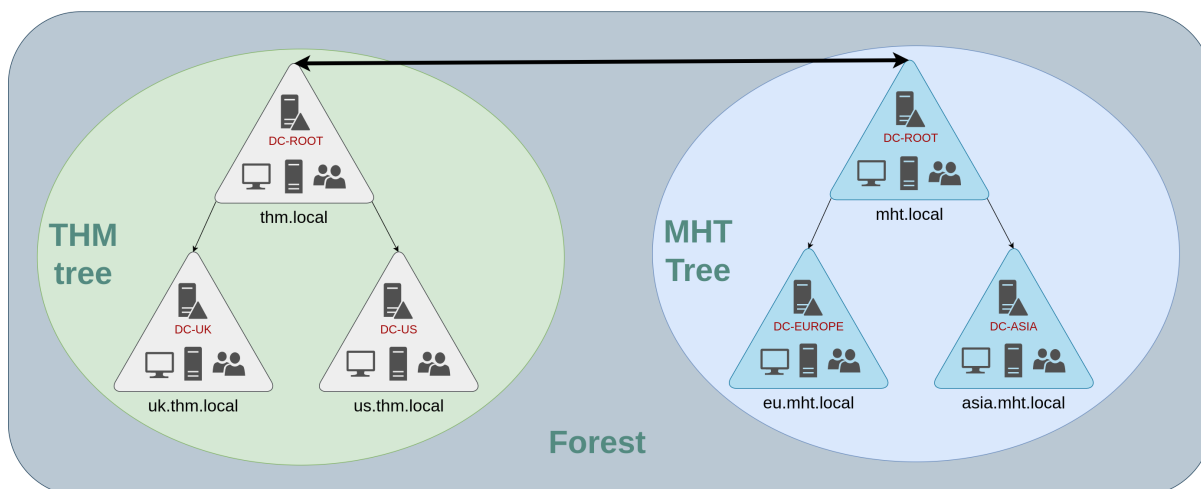 DC-ROOT
thm.local
THM
tree
DC-UK
uk.thm.local
DC-US
us.thm.local
DC-ROOT
mht.local
MHT
Tree
DC-EUROPE
eu.mht.local
DC-ASIA
asia.mht.local
Forest